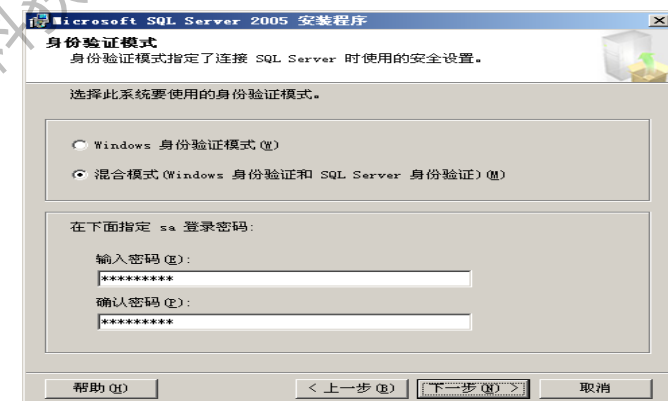 Microsoft SQL Server 2005 安装程序
身份验证模式
身份验证模式指定了连接 SQL Server 时使用的安全设置。
选择此系统要使用的身份验证模式。
Windows 身份验证模式(W)
混合模式(Windows 身份验证和 SQL Server 身份验证)(M)
在下面指定 sa 登录密码:
输入密码(E):
*********
确认密码(P):
*********
帮助(H) < 上一步(B) 下一步(N) > 取消